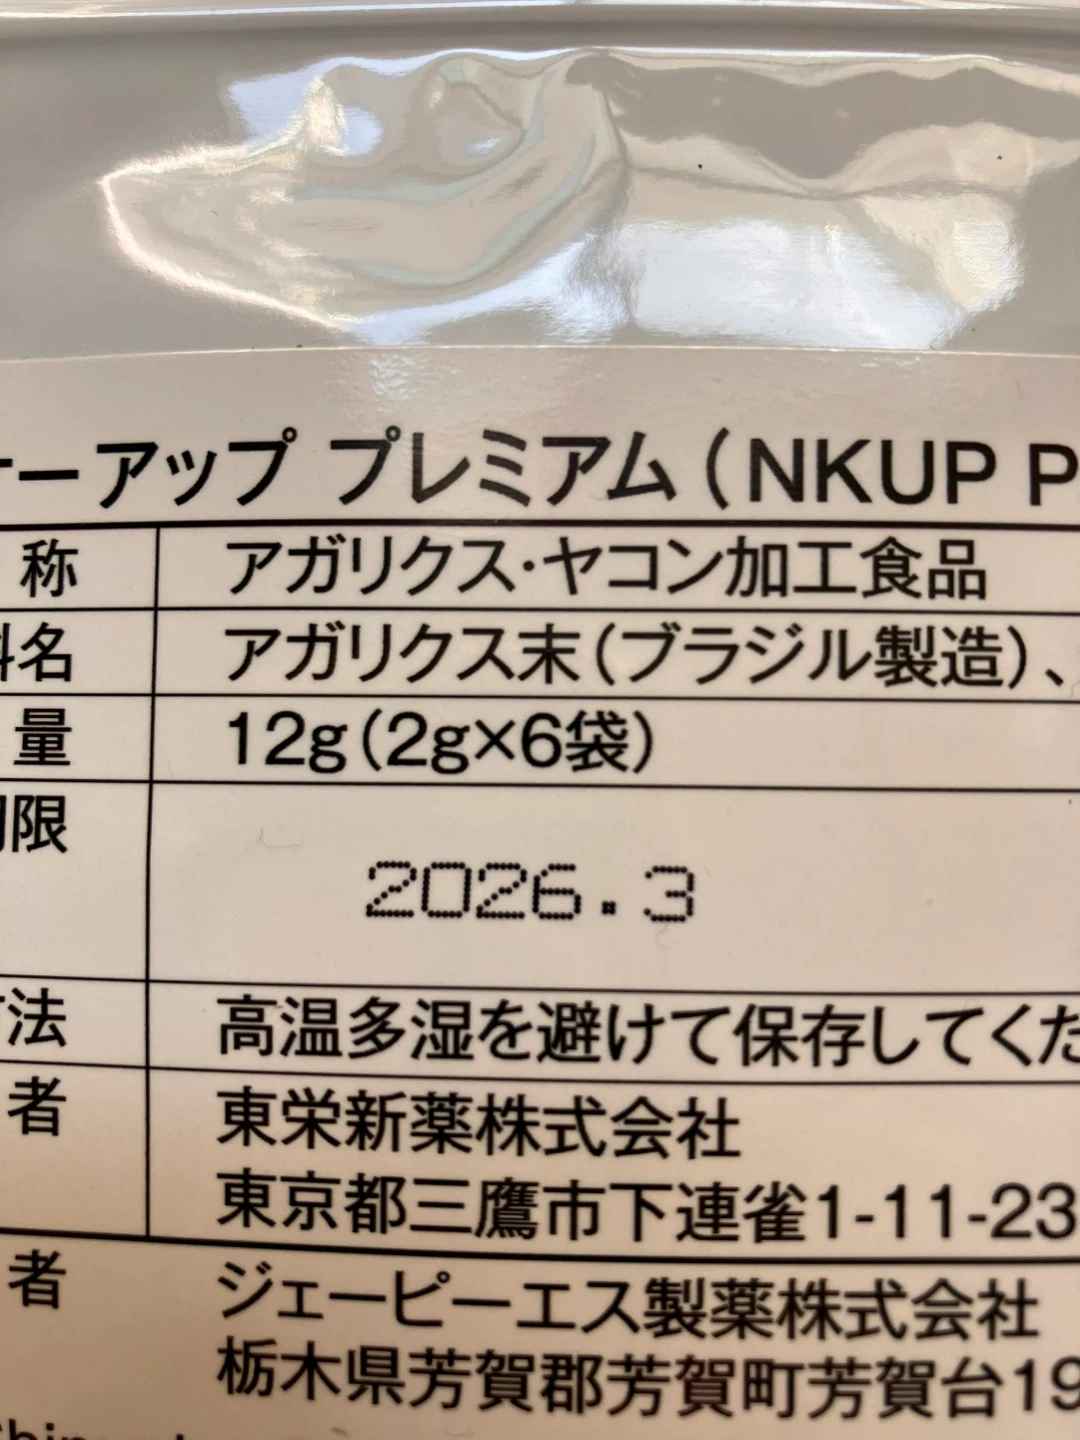 ーアップ プレミアム(NKUP P
称 アガリクス・ヤコン加工食品
料名 アガリクス末(ブラジル製造)、
量 12g(2g×6袋)
期限 2026.3
方法 高温多湿を避けて保存してくだ
者 東栄新薬株式会社
東京都三鷹市下連雀1-11-23
者 ジェーピーエス製薬株式会社
栃木県芳賀郡芳賀町芳賀台19